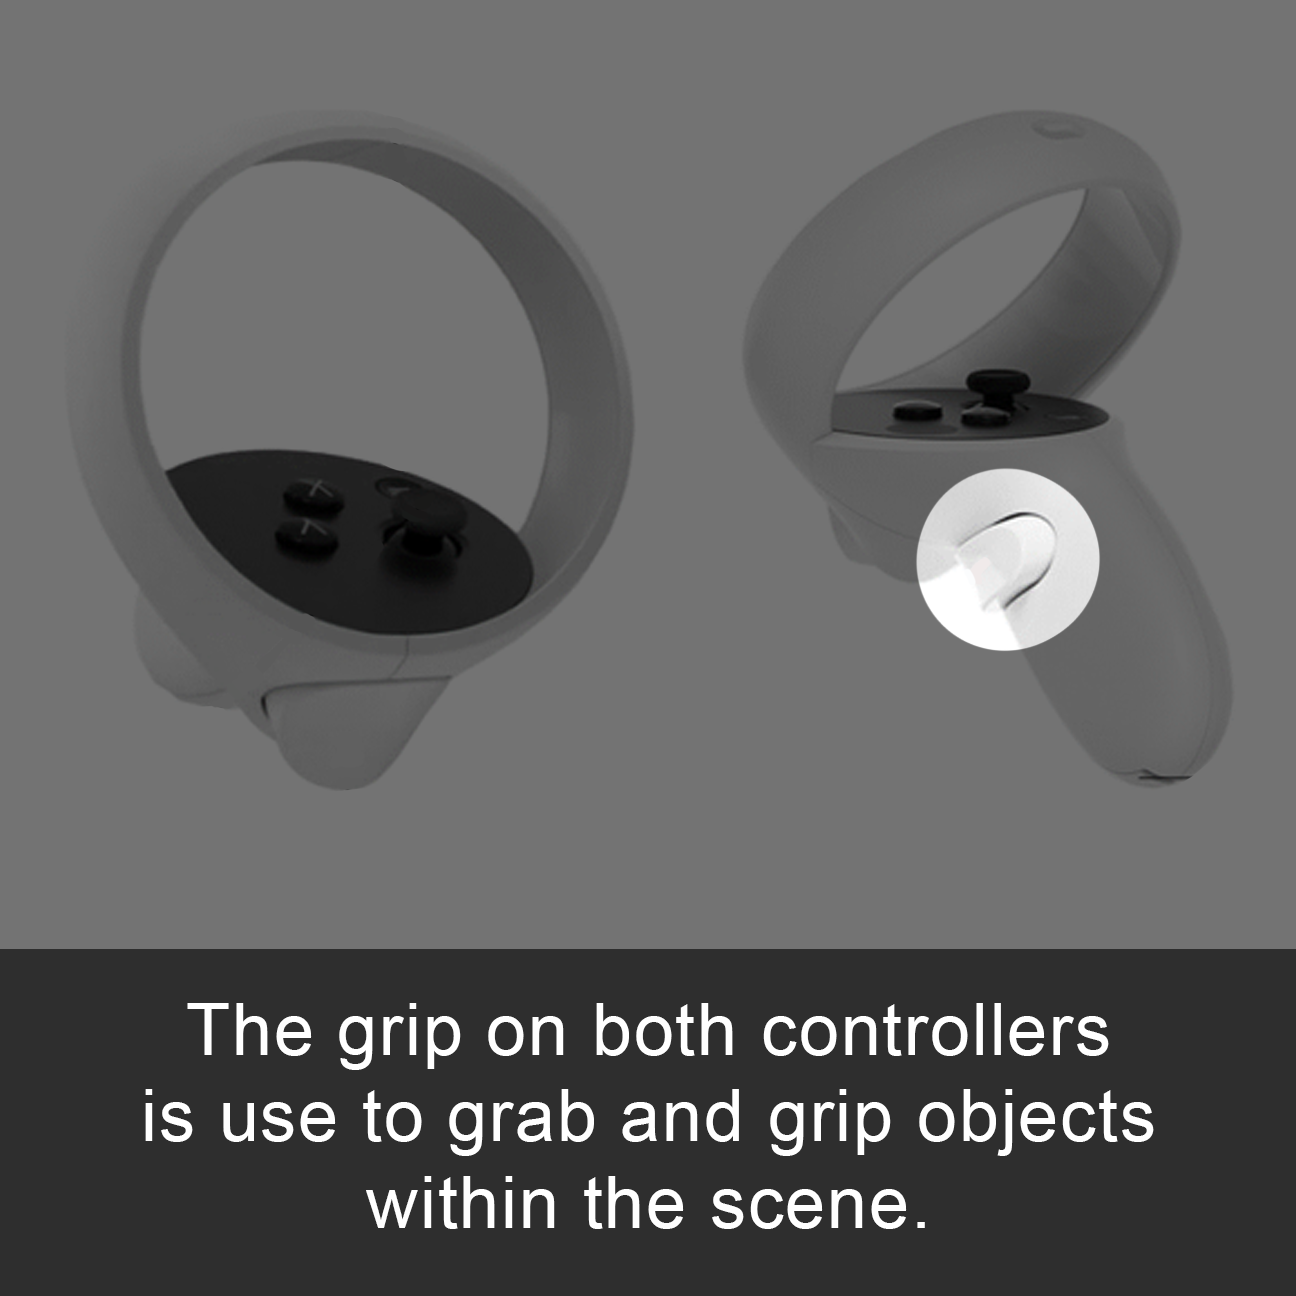 The grip on both controllers
is use to grab and grip objects
within the scene.